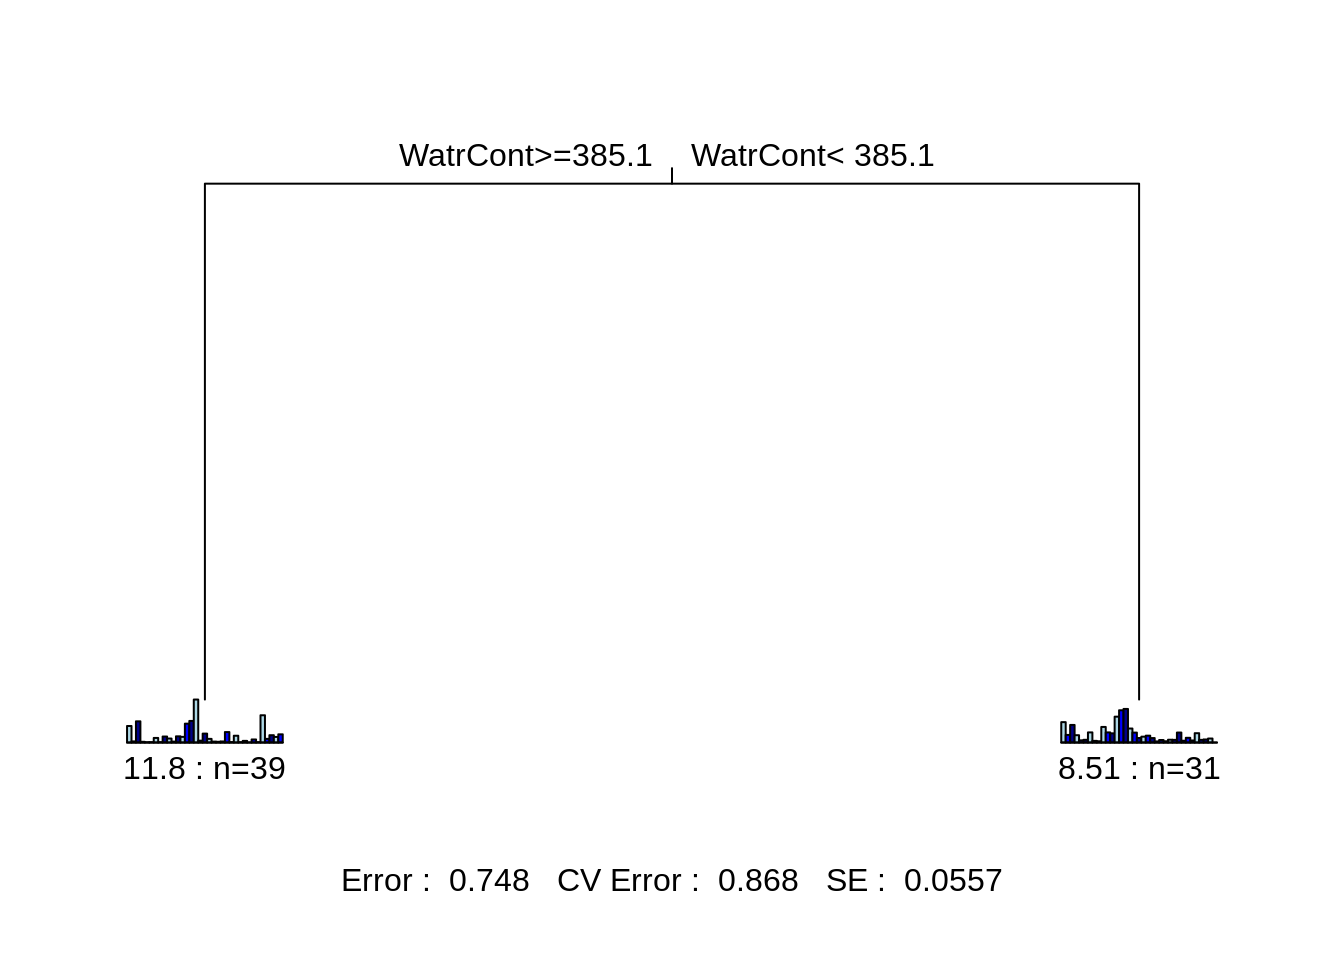 WatrCont>=385.1 WatrCont< 385.1
11.8 : n=39 8.51 : n=31
Error : 0.748 CV Error : 0.868 SE : 0.0557